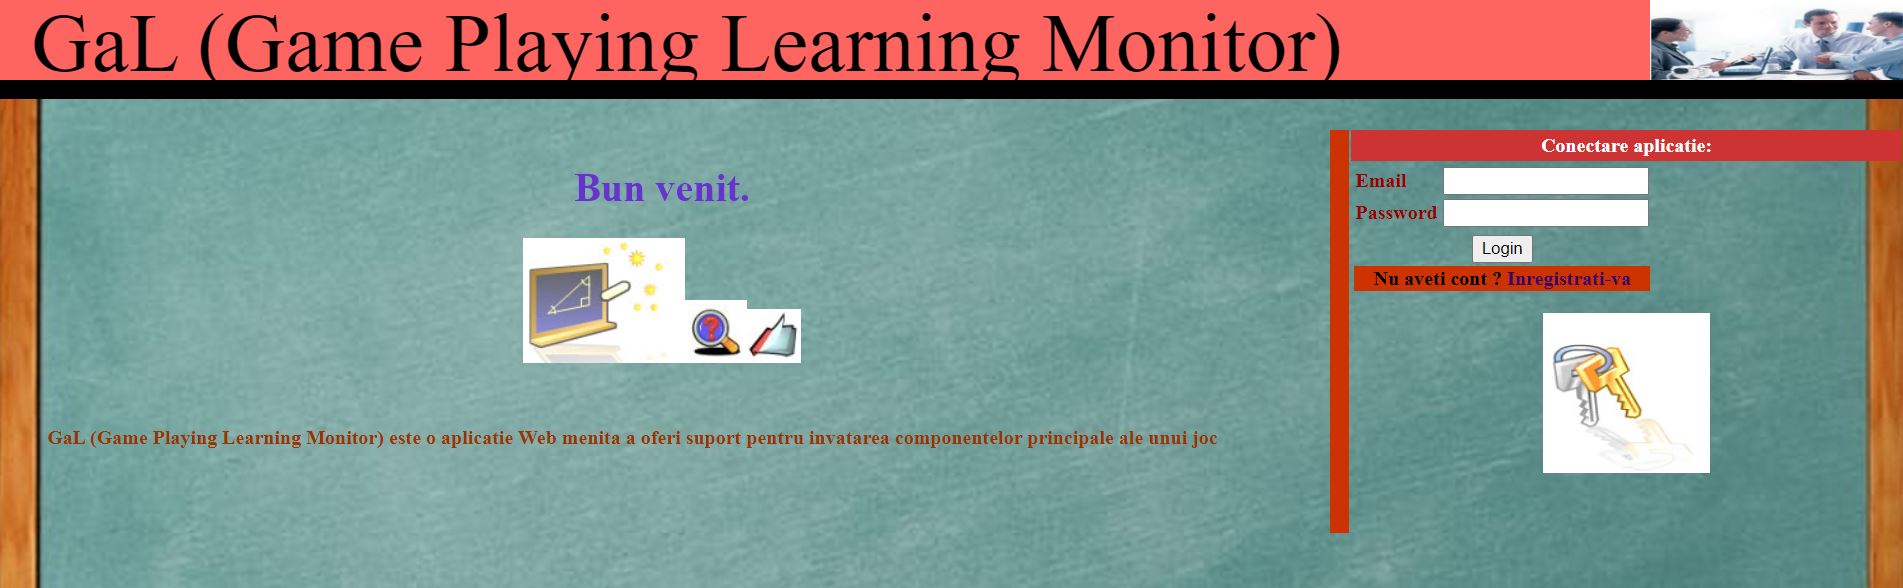 GaL (Game Playing Learning Monitor)
Bun venit.
?
GaL (Game Playing Learning Monitor) este o aplicatie Web menita a oferi suport pentru invatarea componentelor principale ale unui joc
Conectare aplicatie:
Email
Password
Login
Nu aveti cont ? Inregistrati-va